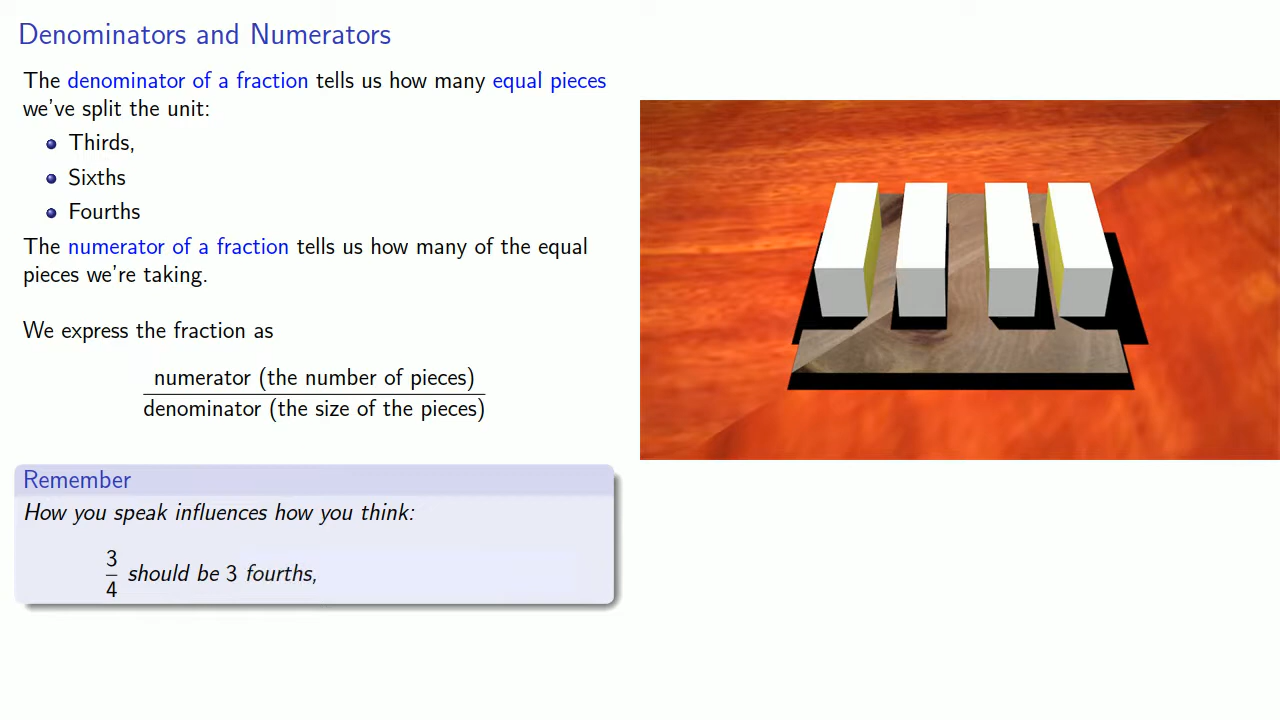 Denominators and Numerators
The denominator of a fraction tells us how many equal pieces
we've split the unit:
Thirds,
Sixths
Fourths
The numerator of a fraction tells us how many of the equal
pieces we're taking.
We express the fraction as
numerator (the number of pieces)
denominator (the size of the pieces)
Remember
How you speak influences how you think:
3/4 should be 3 fourths,